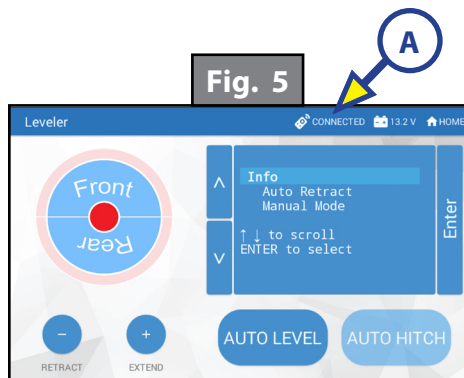 A
Fig. 5
Leveler
CONNECTED 13.2 V HOME
Front
Rear
^
v
Info
Auto Retract
Manual Mode
↑ ↓ to scroll
ENTER to select
Enter
−
+
RETRACT
EXTEND
AUTO LEVEL
AUTO HITCH